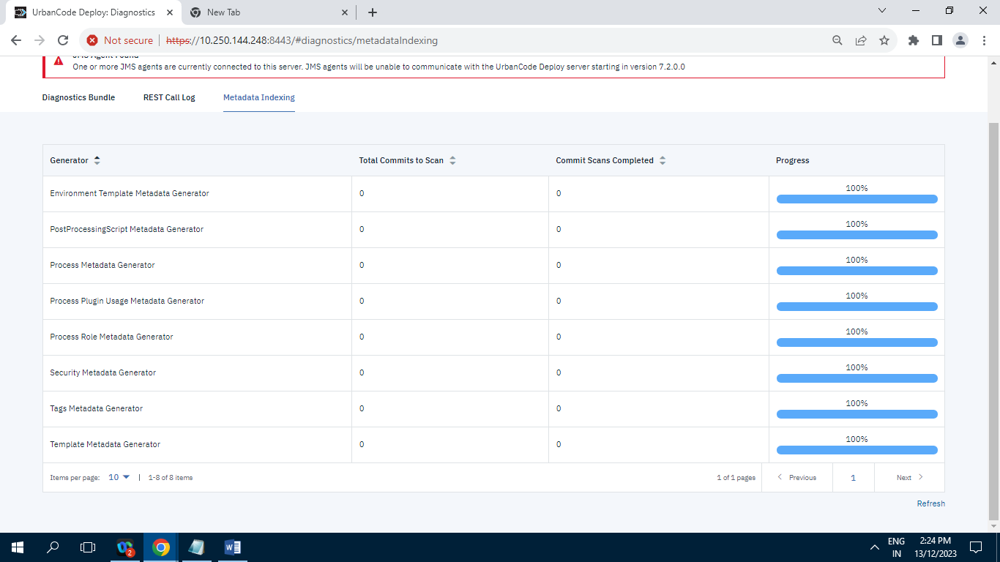 UrbanCode Deploy: Diagnostics
New Tab
Not secure
https://10.250.144.248:8443/#diagnostics/metadataIndexing
JMS Agent Found
One or more JMS agents are currently connected to this server. JMS agents will be unable to communicate with the UrbanCode Deploy server starting in version 7.2.0.0
Diagnostics Bundle REST Call Log Metadata Indexing
Generator Total Commits to Scan Commit Scans Completed Progress
Environment Template Metadata Generator 0 0 100%
PostProcessingScript Metadata Generator 0 0 100%
Process Metadata Generator 0 0 100%
Process Plugin Usage Metadata Generator 0 0 100%
Process Role Metadata Generator 0 0 100%
Security Metadata Generator 0 0 100%
Tags Metadata Generator 0 0 100%
Template Metadata Generator 0 0 100%
Items per page: 10 | 1-8 of 8 items 1 of 1 pages Previous 1 Next
Refresh
2
ENG
IN
2:24 PM
13/12/2023